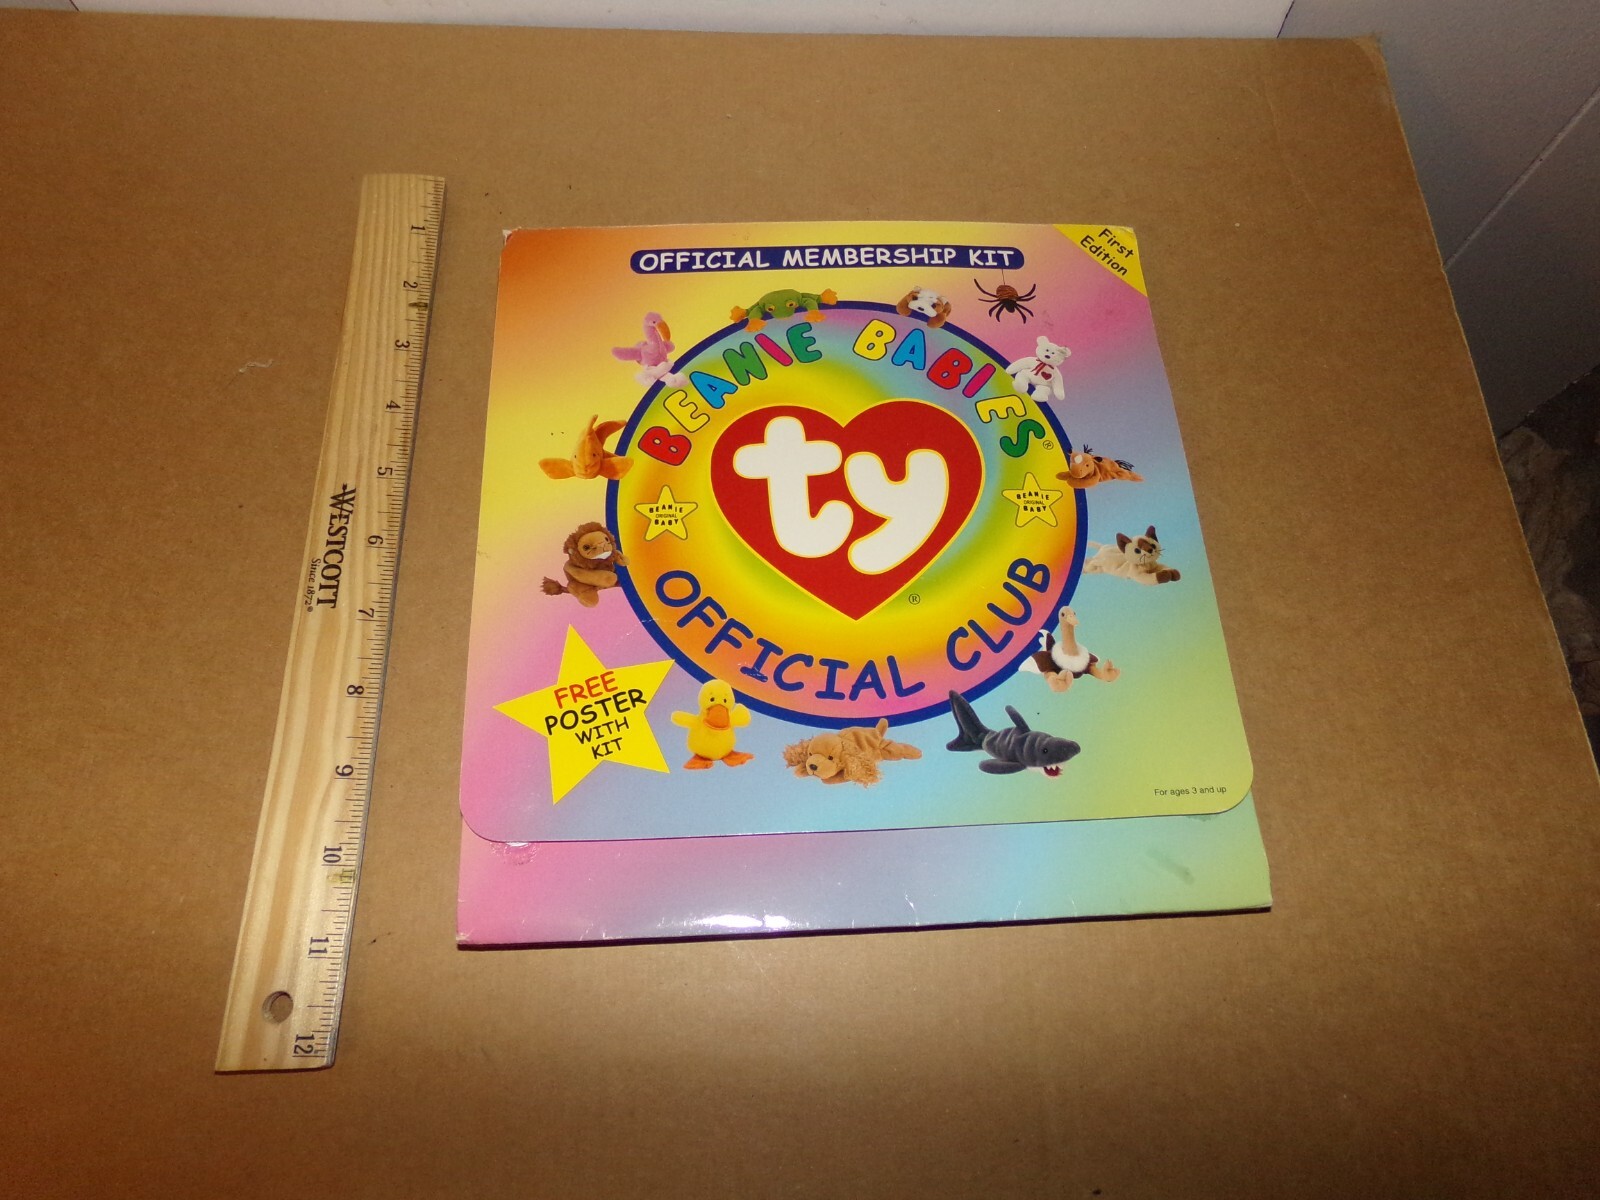 OFFICIAL MEMBERSHIP KIT
First
Edition
BEANIE BABIES®
ty®
BEANIE
ORIGINAL
BABY
BEANIE
ORIGINAL
BABY
OFFICIAL CLUB
FREE
POSTER
WITH
KIT
For ages 3 and up
WESTCOTT
Since 1872®
1
2
3
4
5
6
7
8
9
10
11
12